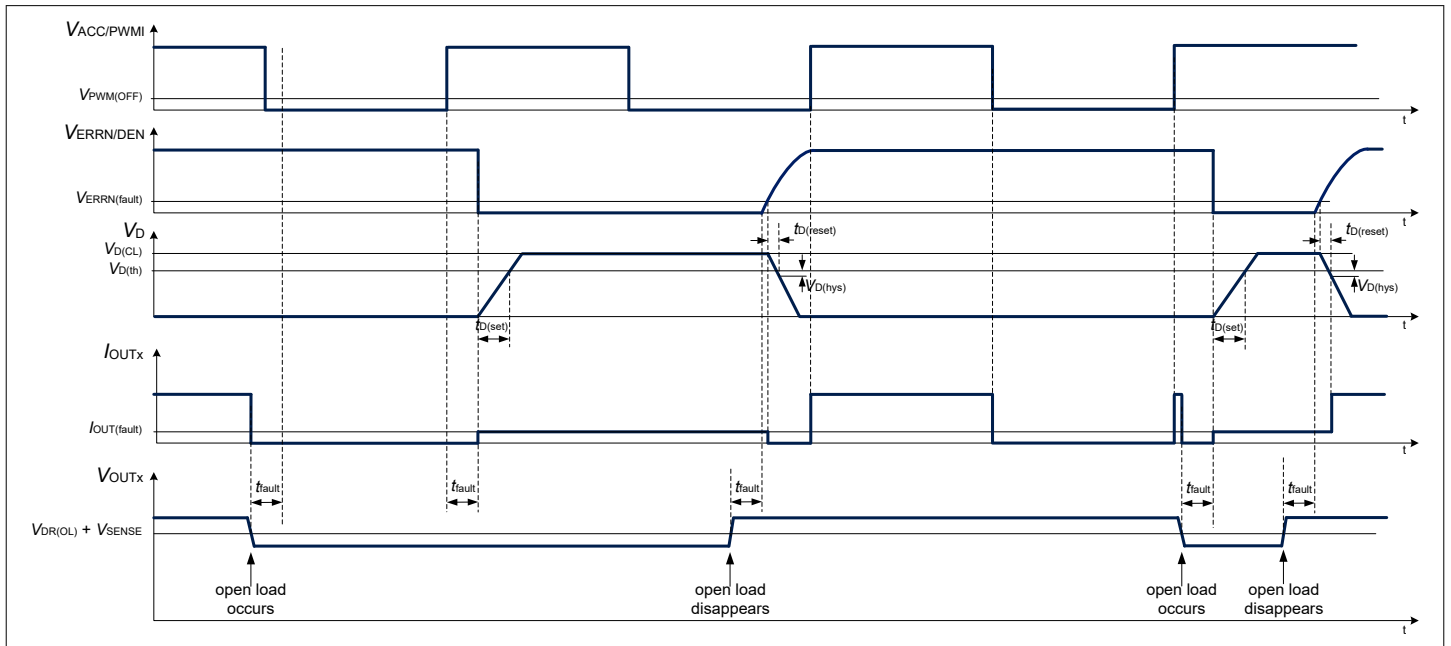 VACC/PWMI
VPWM(OFF)
t
VERRN/DEN
VERRN(fault)
t
VD
VD(CL)
VD(th)
tD(reset)
VD(hys)
tD(set)
tD(reset)
VD(hys)
tD(set)
t
IOUTx
IOUT(fault)
t
VOUTx
tfault
tfault
tfault
tfault
tfault
VDR(OL) + VSENSE
open load
occurs
open load
disappears
open load
occurs
open load
disappears
t